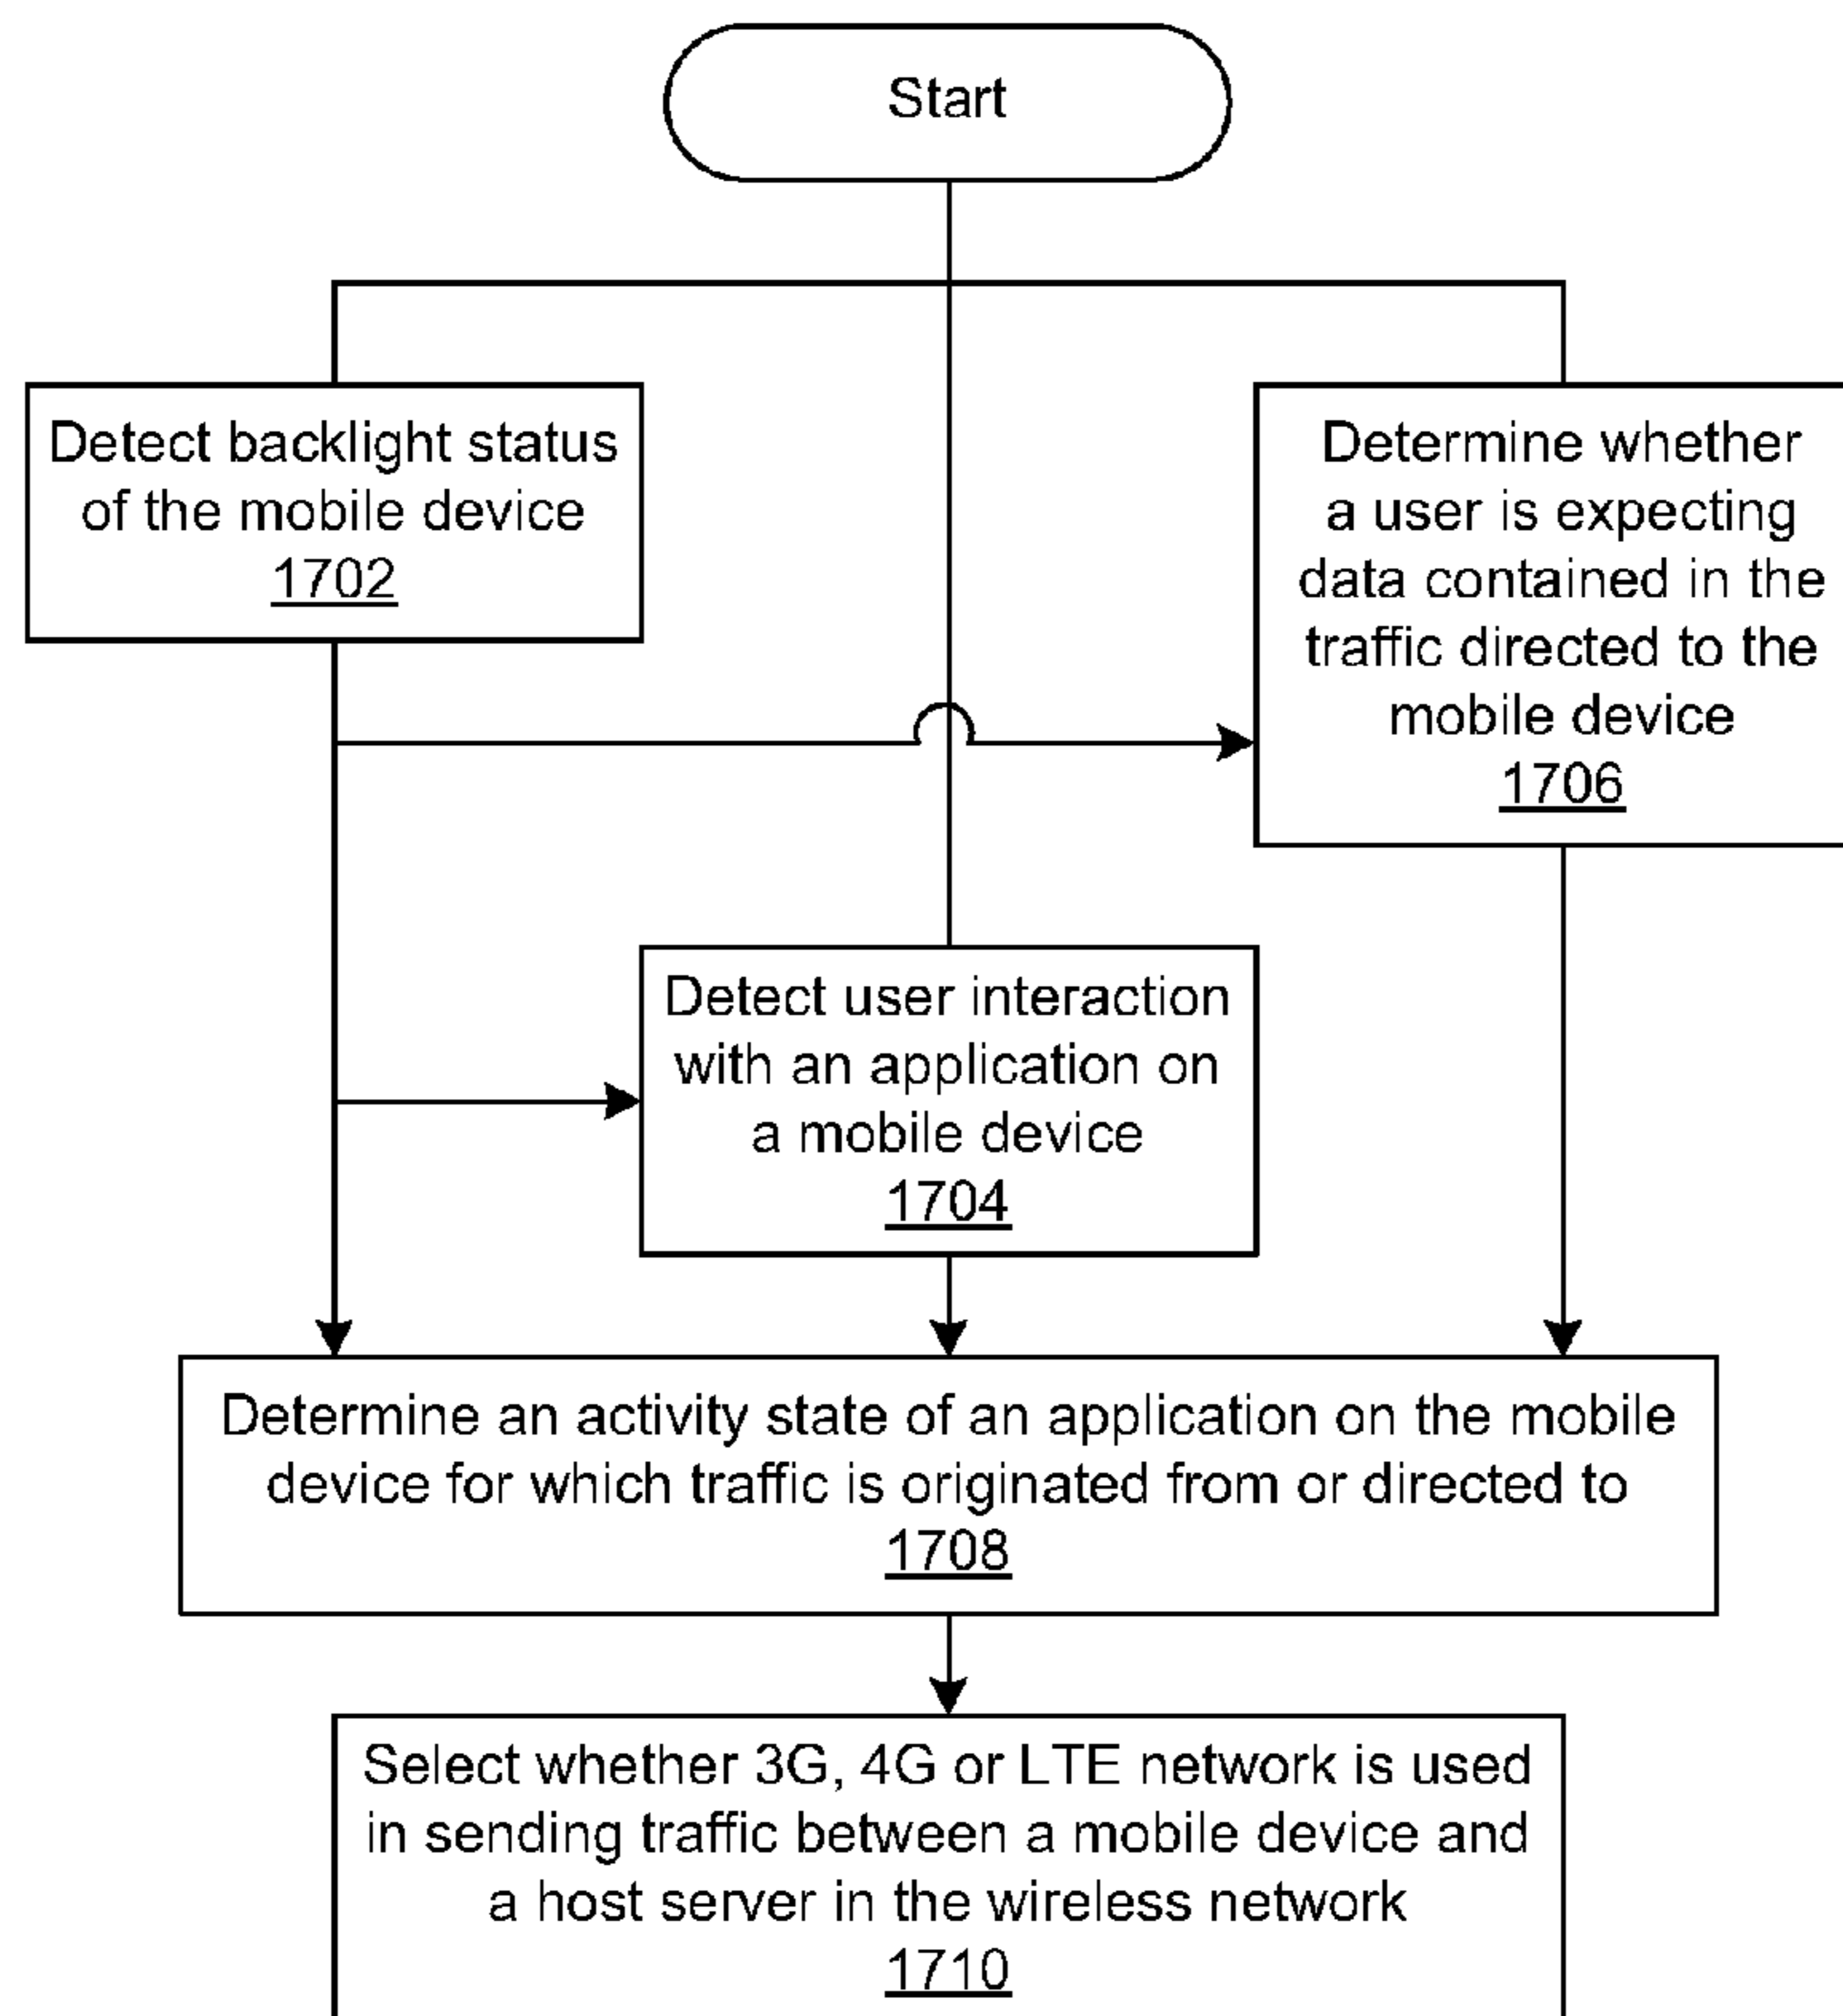 Start
Detect backlight status
of the mobile device
1702
Determine whether
a user is expecting
data contained in the
traffic directed to the
mobile device
1706
Detect user interaction
with an application on
a mobile device
1704
Determine an activity state of an application on the mobile
device for which traffic is originated from or directed to
1708
Select whether 3G, 4G or LTE network is used
in sending traffic between a mobile device and
a host server in the wireless network
1710